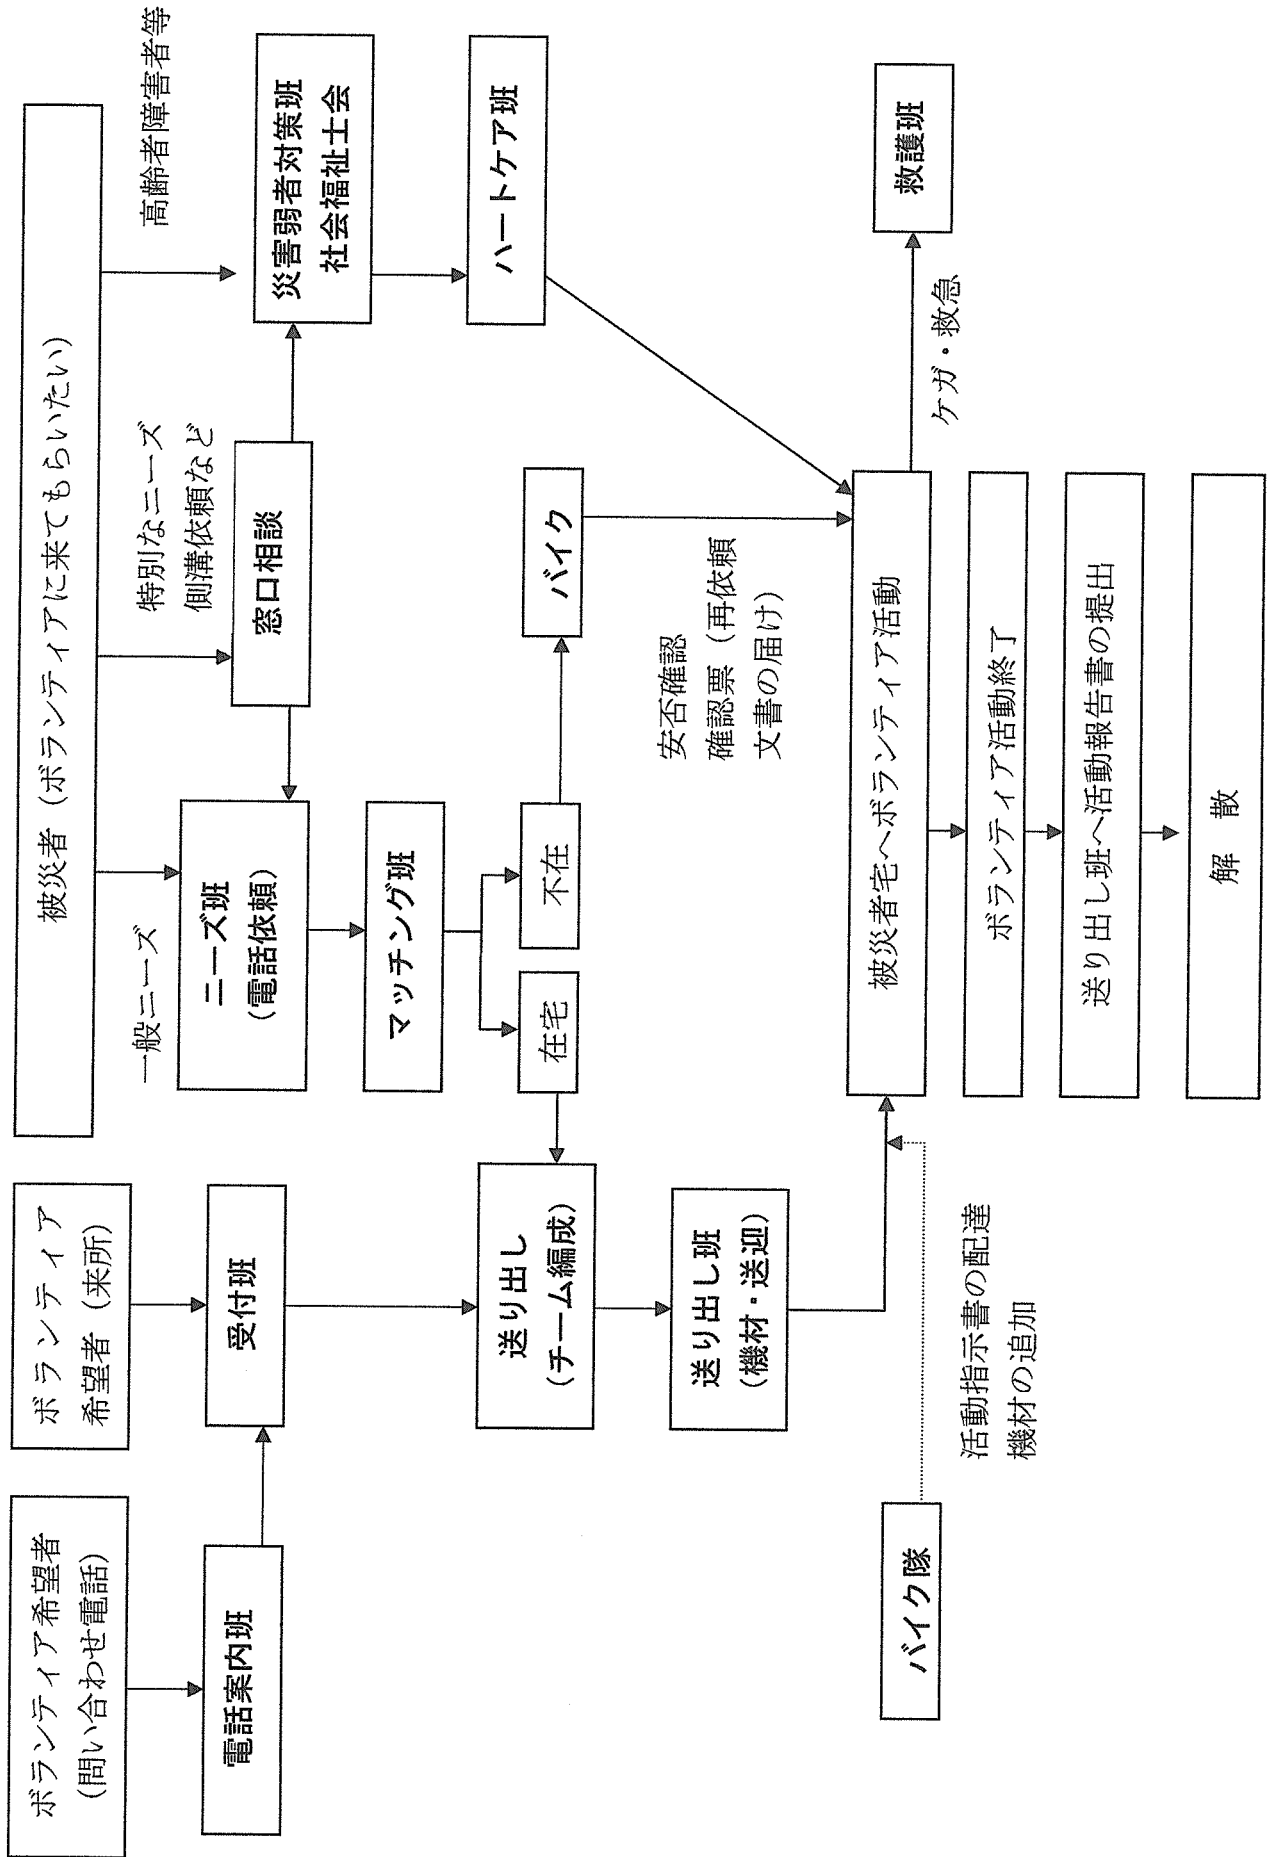 ボランティア希望者
(問い合わせ電話)
ボランティア
希望者（来所）
被災者（ボランティアに来てもらいたい）
一般ニーズ
特別なニーズ
側溝依頼など
高齢者障害者等
電話案内班
受付班
ニーズ班
(電話依頼)
窓口相談
災害弱者対策班
社会福祉士会
マッチング班
ハートケア班
送り出し
(チーム編成)
在宅
不在
バイク
送り出し班
(機材・送迎)
安否確認
確認票（再依頼
文書の届け）
バイク隊
活動指示書の配達
機材の追加
被災者宅へボランティア活動
ケガ・救急
救護班
ボランティア活動終了
送り出し班へ活動報告書の提出
解　散